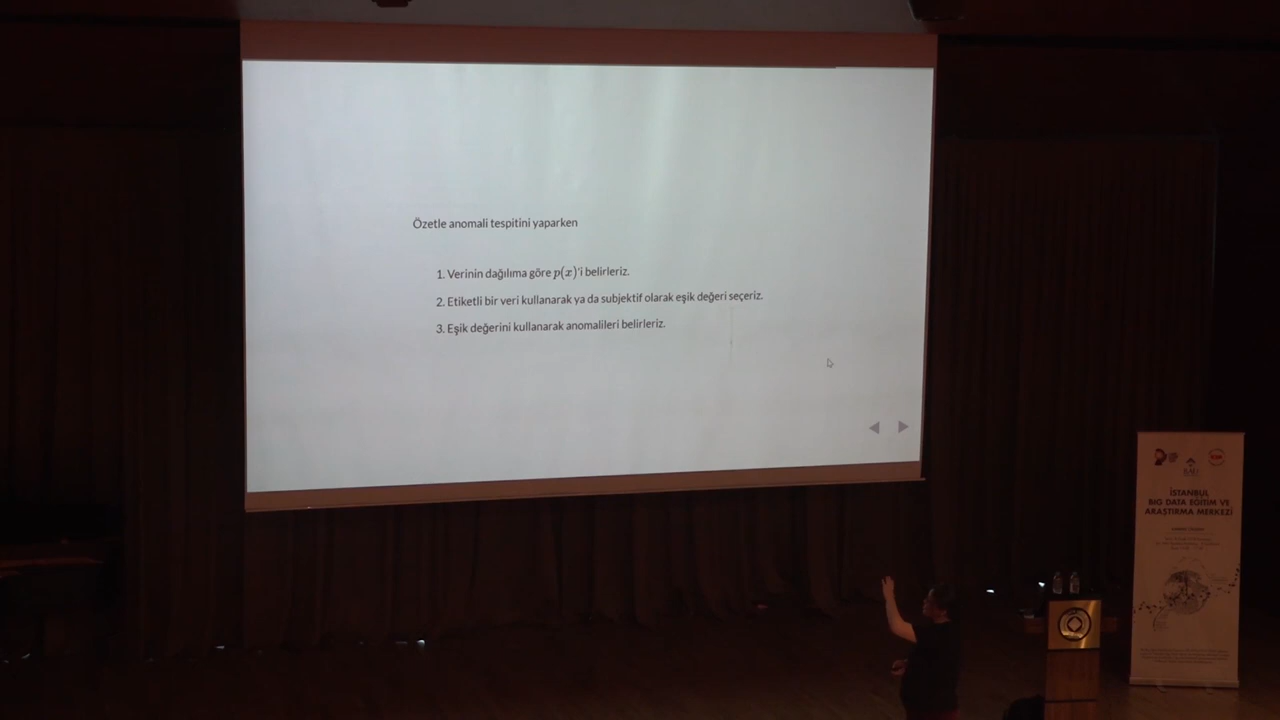 Özetle anomali tespitini yaparken
1. Verinin dağılıma göre p(x)'i belirleriz.
2. Etiketli bir veri kullanarak ya da subjektif olarak eşik değeri seçeriz.
3. Eşik değerini kullanarak anomalileri belirleriz.
BAU
İSTANBUL
BIG DATA EĞİTİM VE
ARAŞTIRMA MERKEZİ